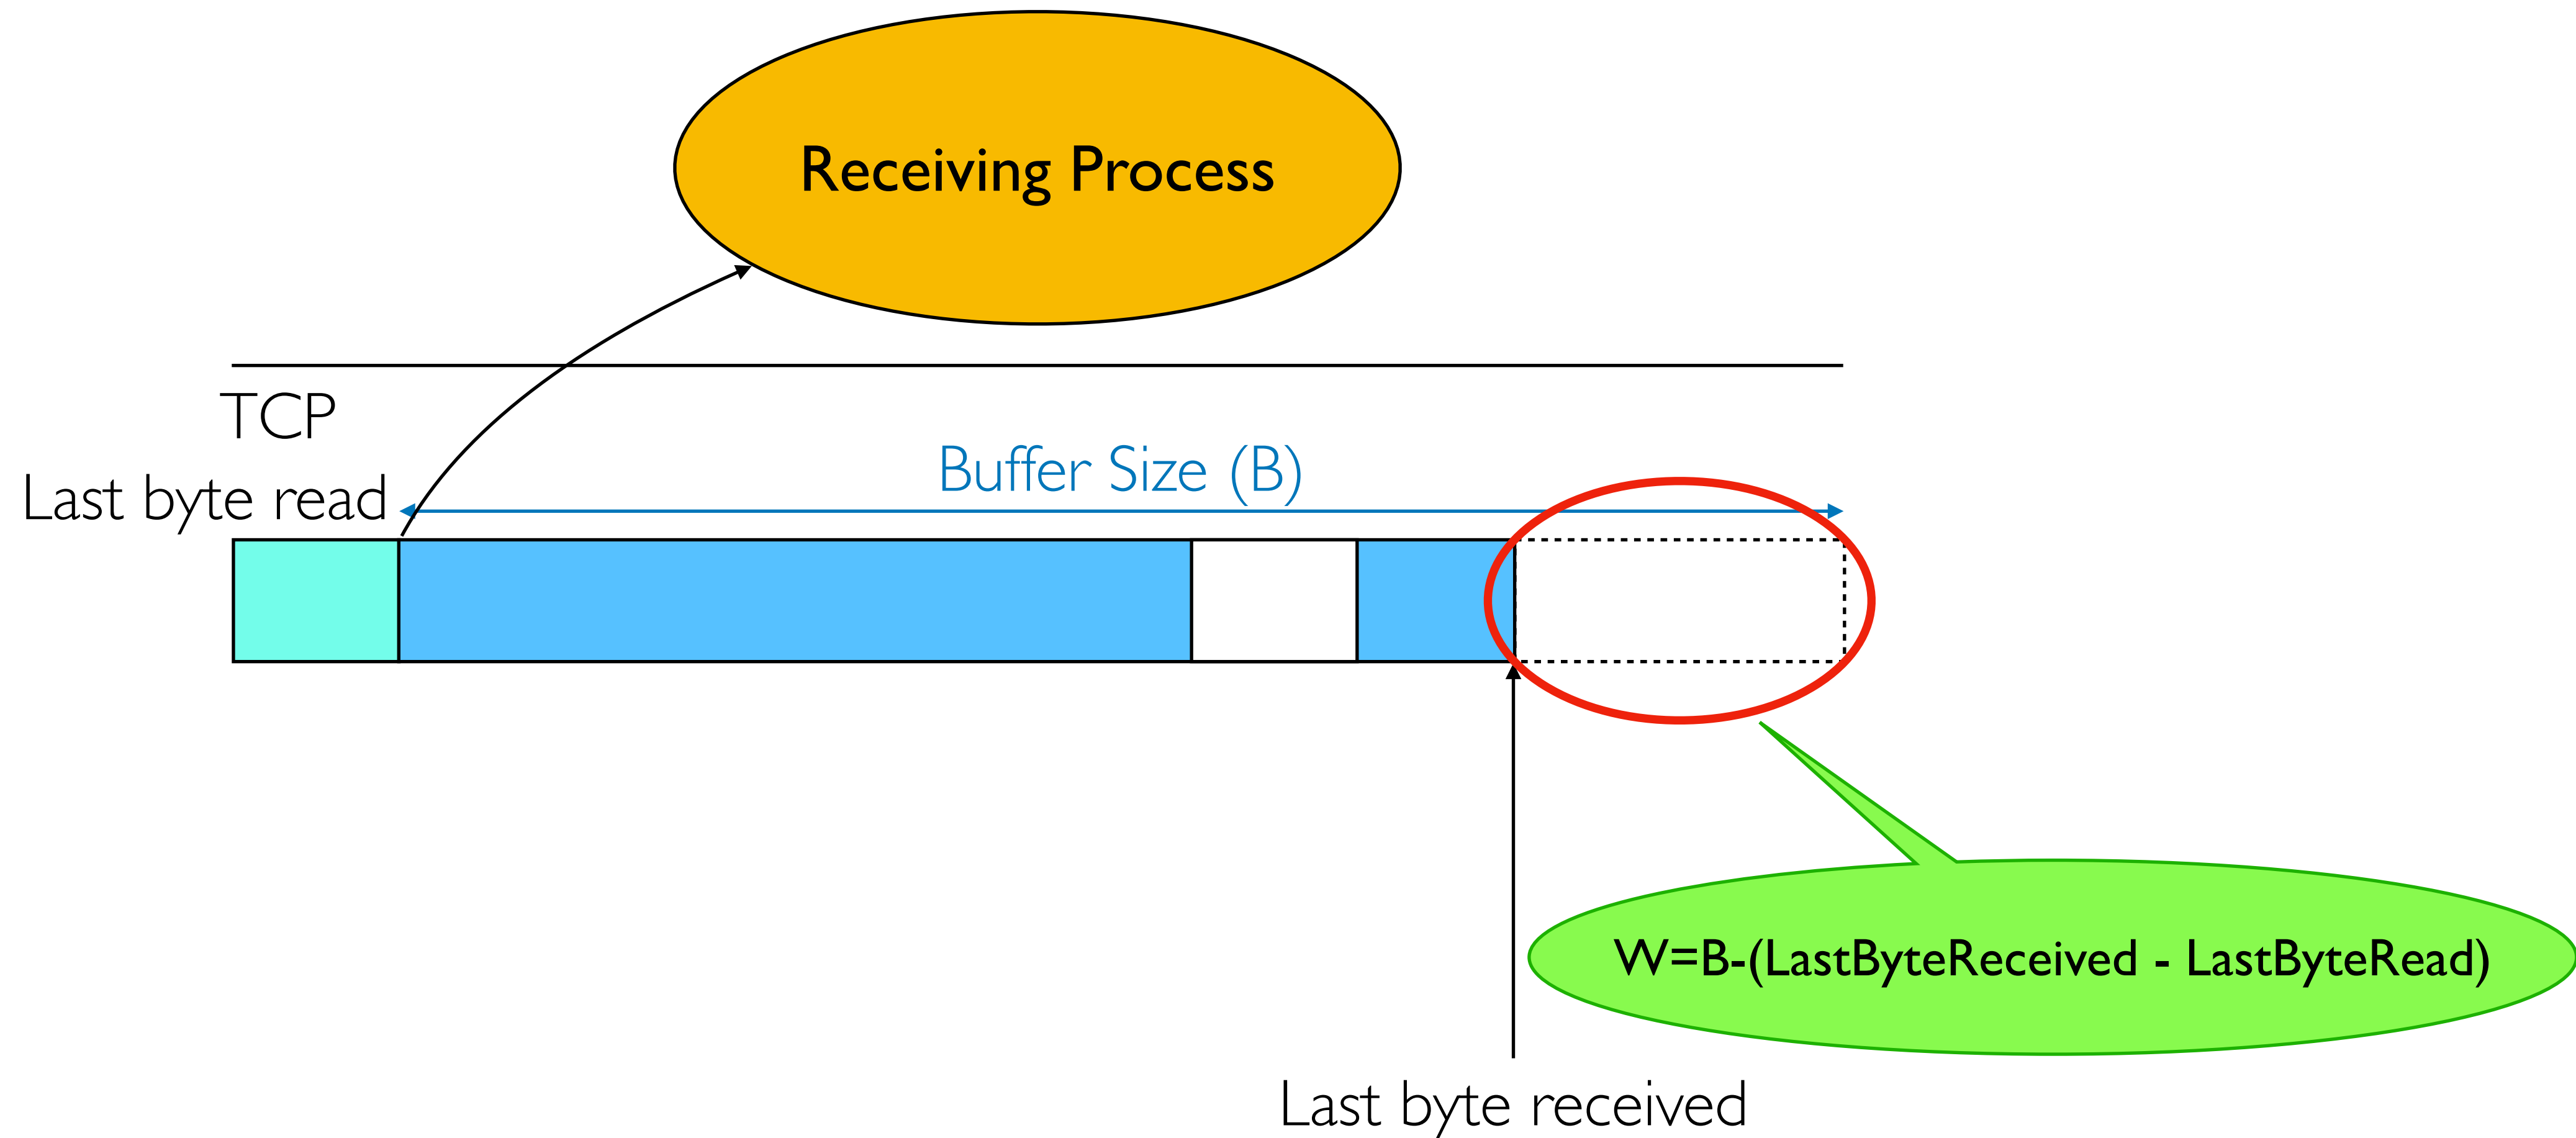 Receiving Process
TCP
Buffer Size (B)
Last byte read
W=B-(LastByteReceived - LastByteRead)
Last byte received